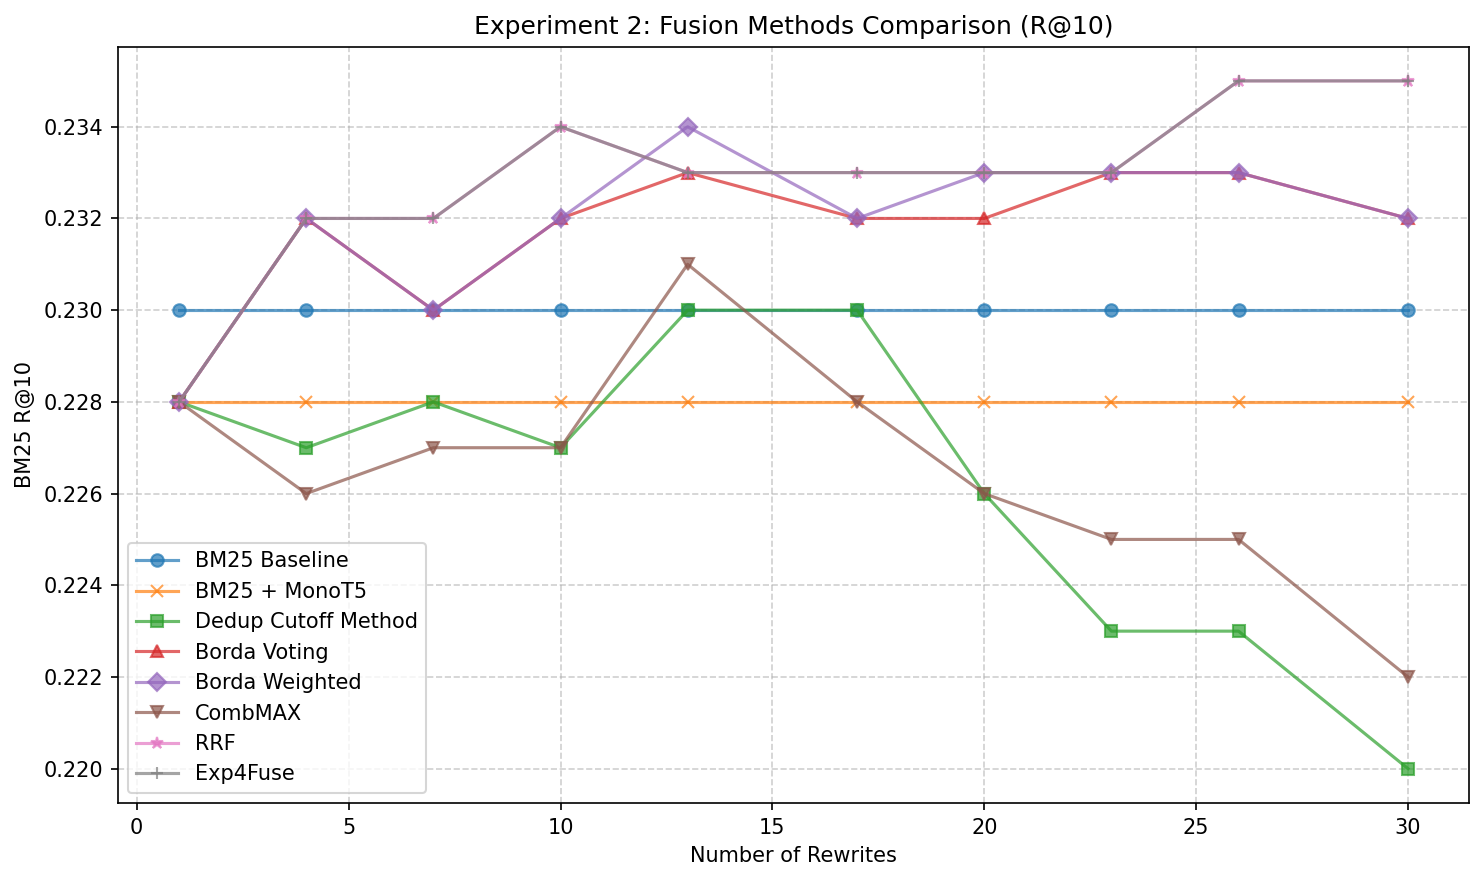 Experiment 2: Fusion Methods Comparison (R@10)
BM25 R@10
0.234
0.232
0.230
0.228
0.226
0.224
0.222
0.220
BM25 Baseline
BM25 + MonoT5
Dedup Cutoff Method
Borda Voting
Borda Weighted
CombMAX
RRF
Exp4Fuse
0 5 10 15 20 25 30
Number of Rewrites